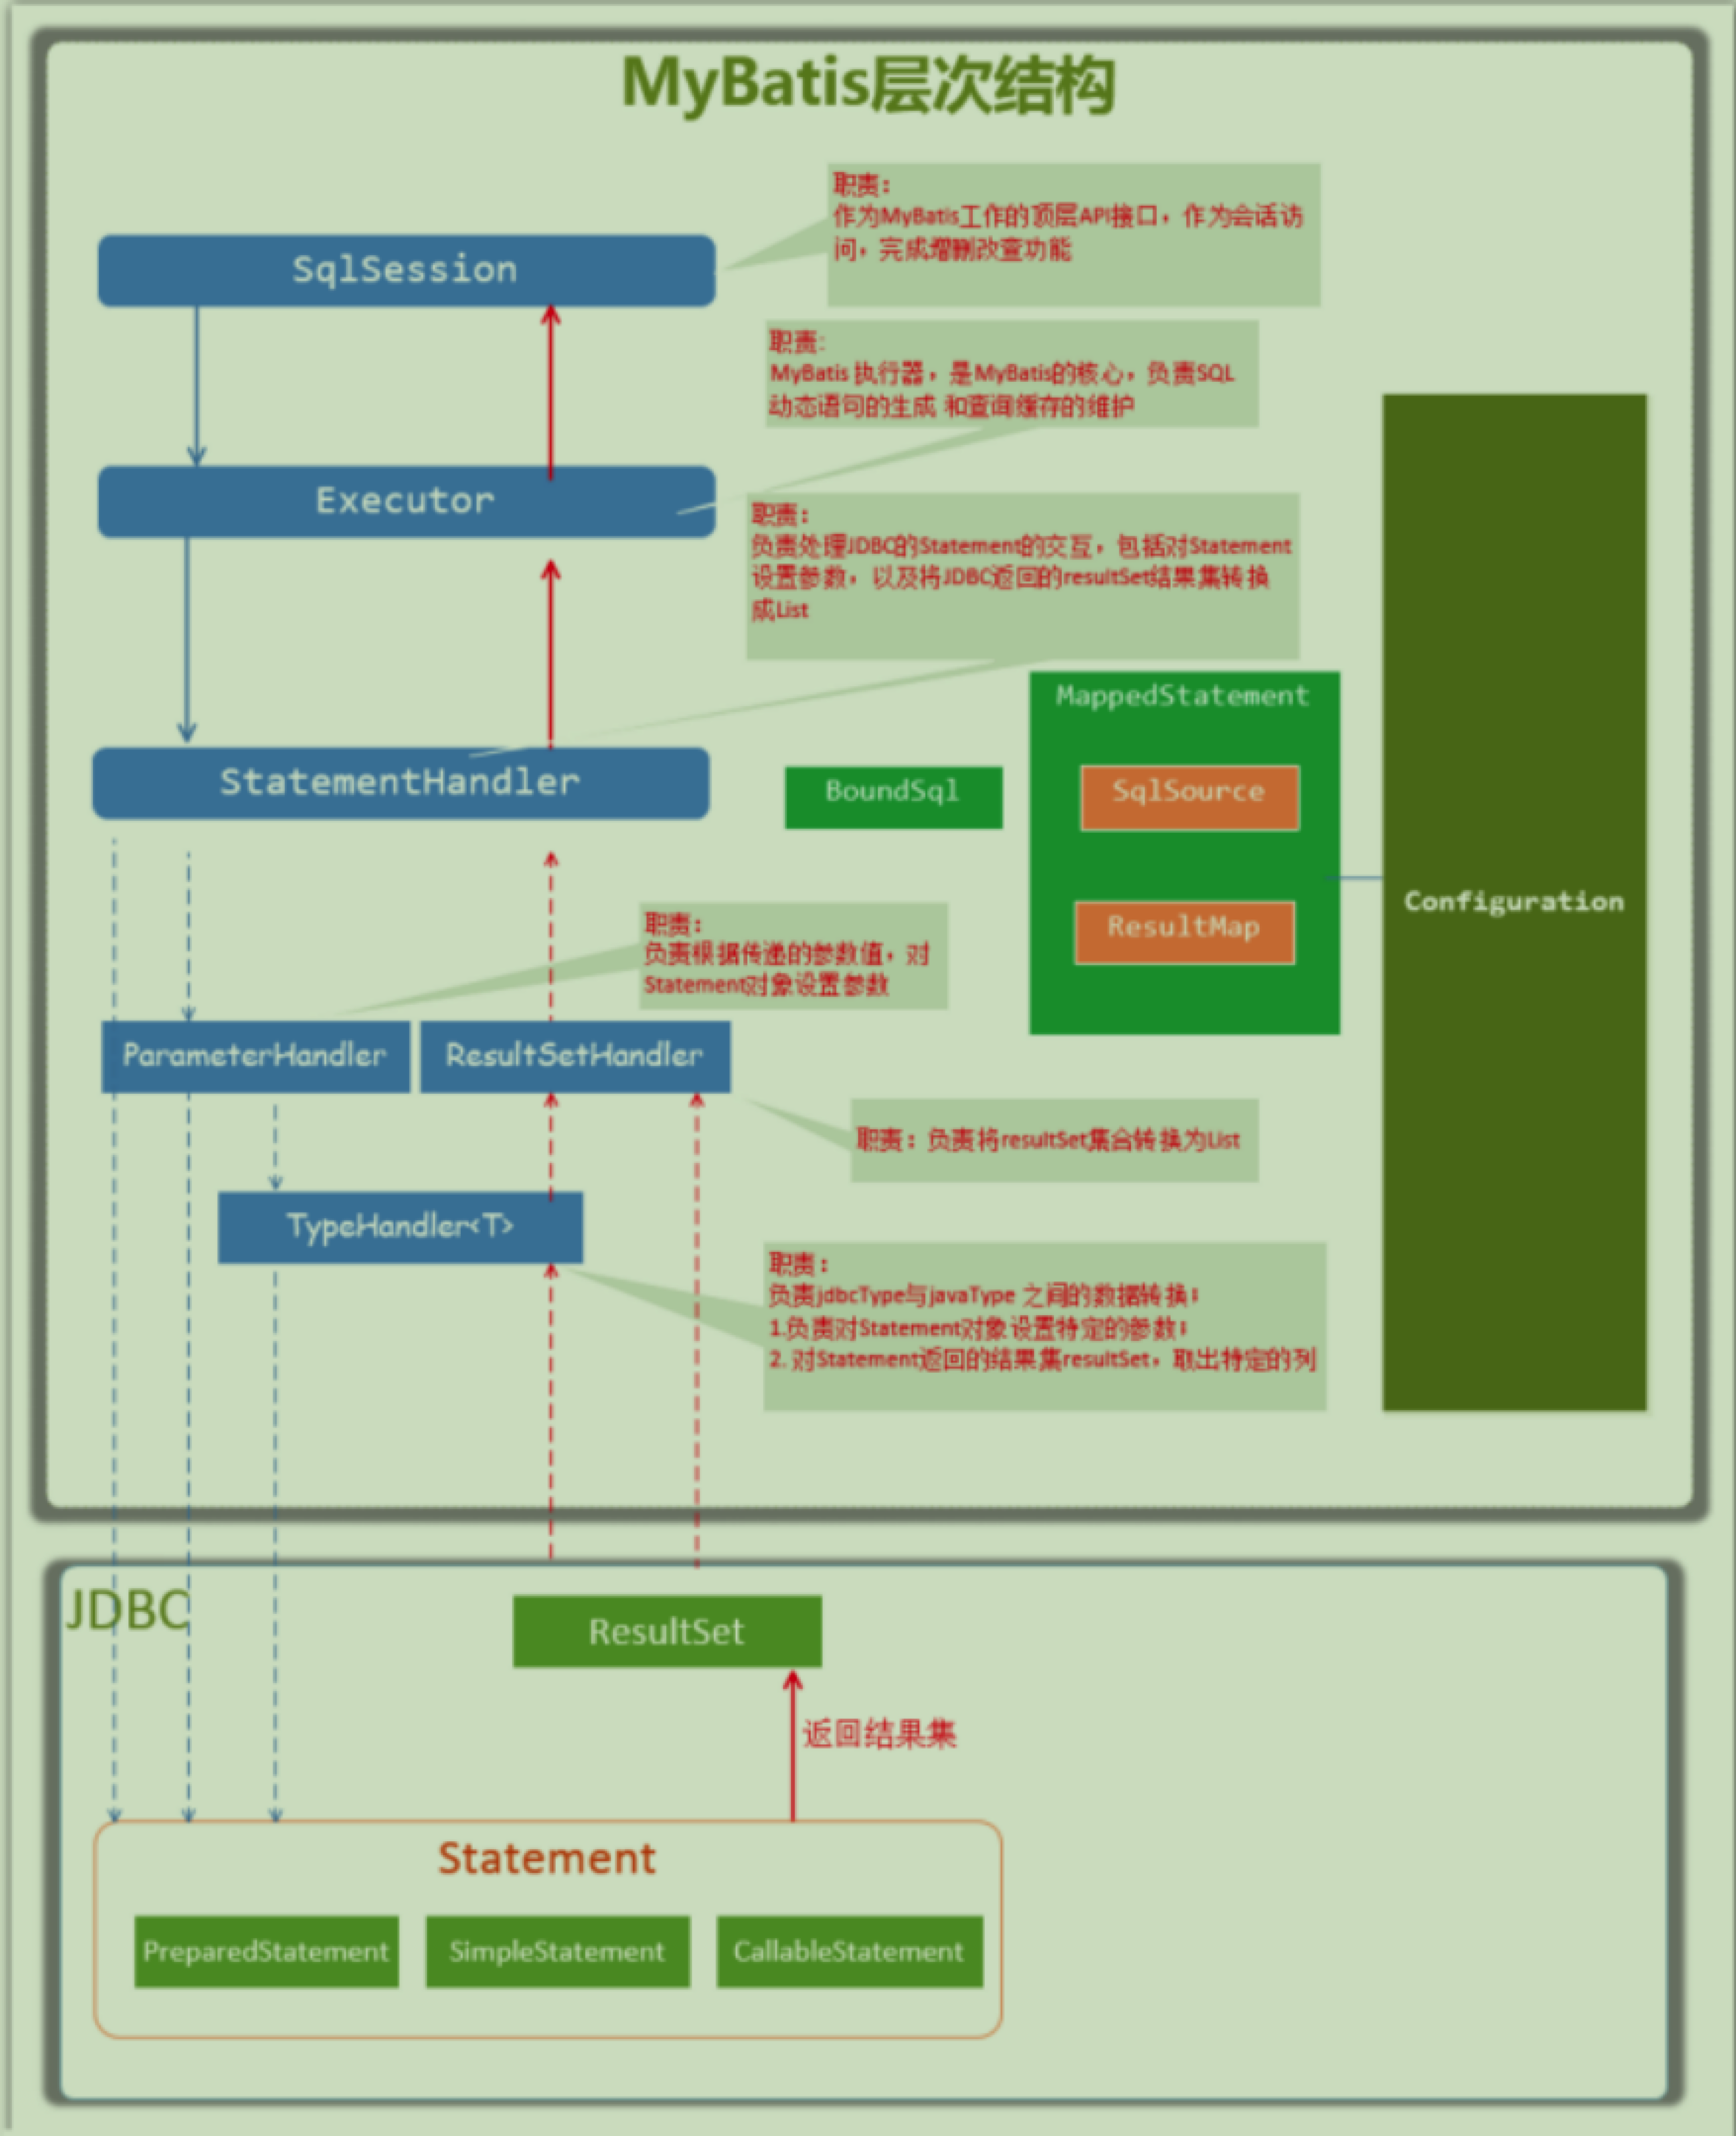 MyBatis层次结构
职责：
作为MyBatis工作的顶层API接口，作为会话访
问，完成增删改查功能
SqlSession
职责:
MyBatis 执行器，是MyBatis的核心，负责SQL
动态语句的生成 和查询缓存的维护
Executor
职责：
负责处理JDBC的Statement的交互，包括对Statement
设置参数，以及将JDBC返回的resultSet结果集转换
成List
StatementHandler
BoundSql
MappedStatement
SqlSource
ResultMap
Configuration
职责：
负责根据传递的参数值，对
Statement对象设置参数
ParameterHandler
ResultSetHandler
职责：负责将resultSet集合转换为List
TypeHandler<T>
职责：
负责jdbcType与javaType 之间的数据转换；
1.负责对Statement对象设置特定的参数；
2. 对Statement返回的结果集resultSet，取出特定的列
JDBC
ResultSet
返回结果集
Statement
PreparedStatement
SimpleStatement
CallableStatement